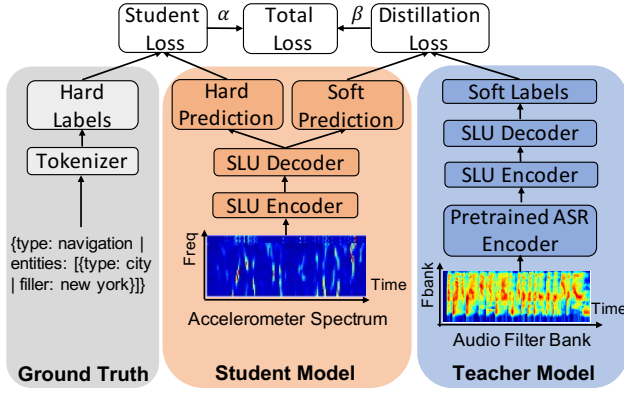 Student Loss
α
Total Loss
β
Distillation Loss
Hard Labels
Tokenizer
{type: navigation |
entities: [{type: city
| filler: new york}]}
Ground Truth
Hard Prediction
Soft Prediction
SLU Decoder
SLU Encoder
Freq
Time
Accelerometer Spectrum
Student Model
Soft Labels
SLU Decoder
SLU Encoder
Pretrained ASR
Encoder
Fbank
Time
Audio Filter Bank
Teacher Model